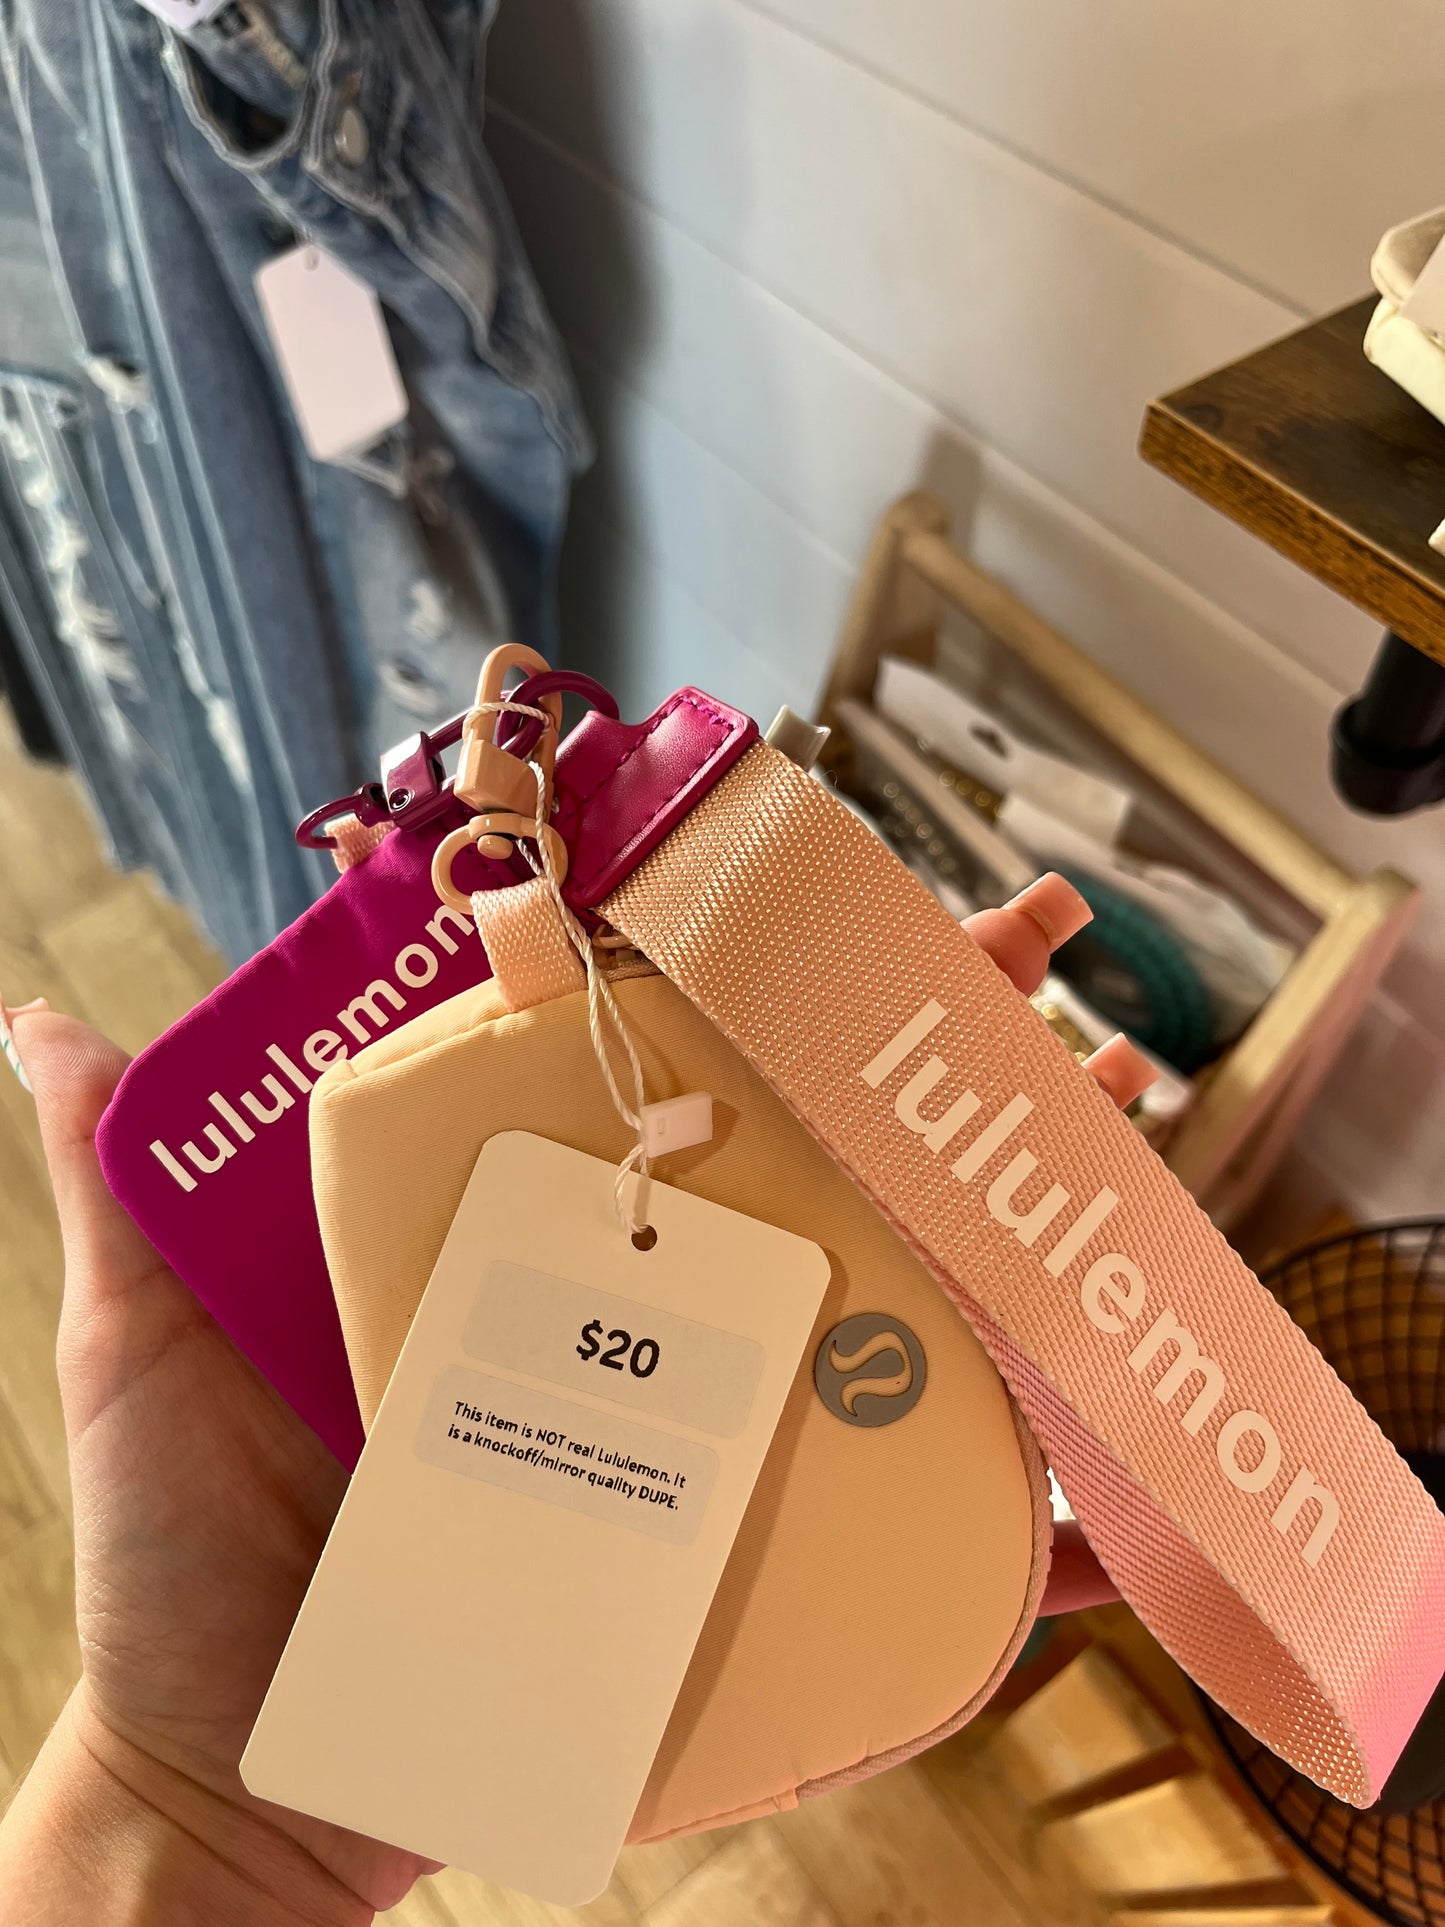 lululemon
lululemon
$20
This item is NOT real Lululemon. It
is a knockoff/mirror quality DUPE.